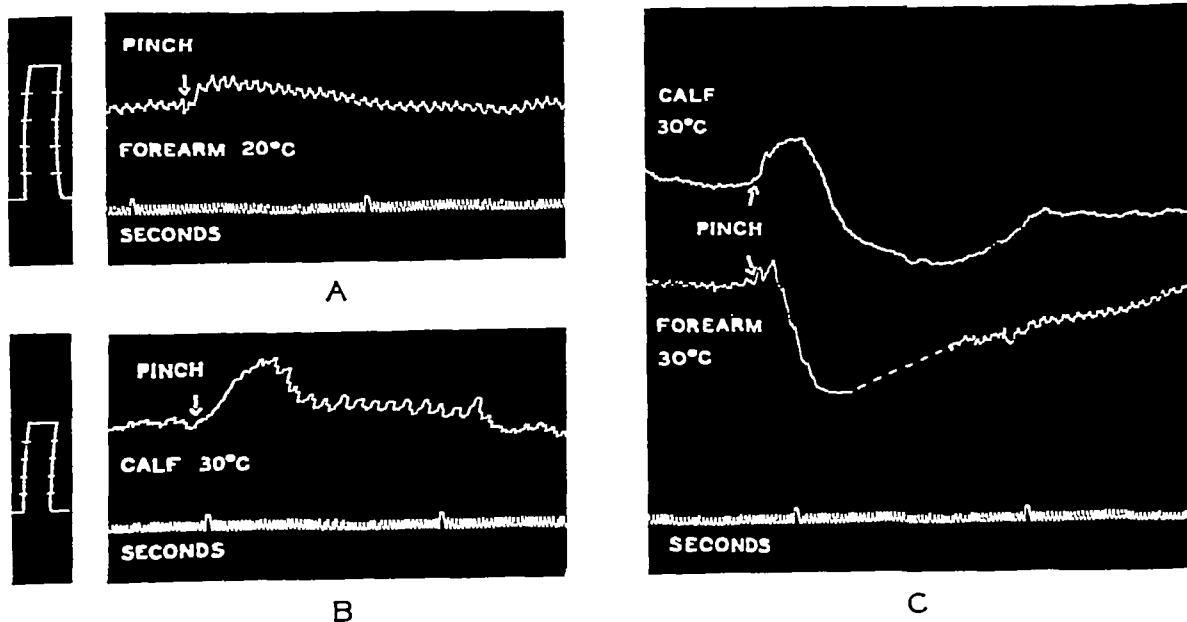 PINCH
FOREARM 20°C
SECONDS
A
PINCH
CALF 30°C
SECONDS
B
CALF
30°C
PINCH
FOREARM
30°C
SECONDS
C